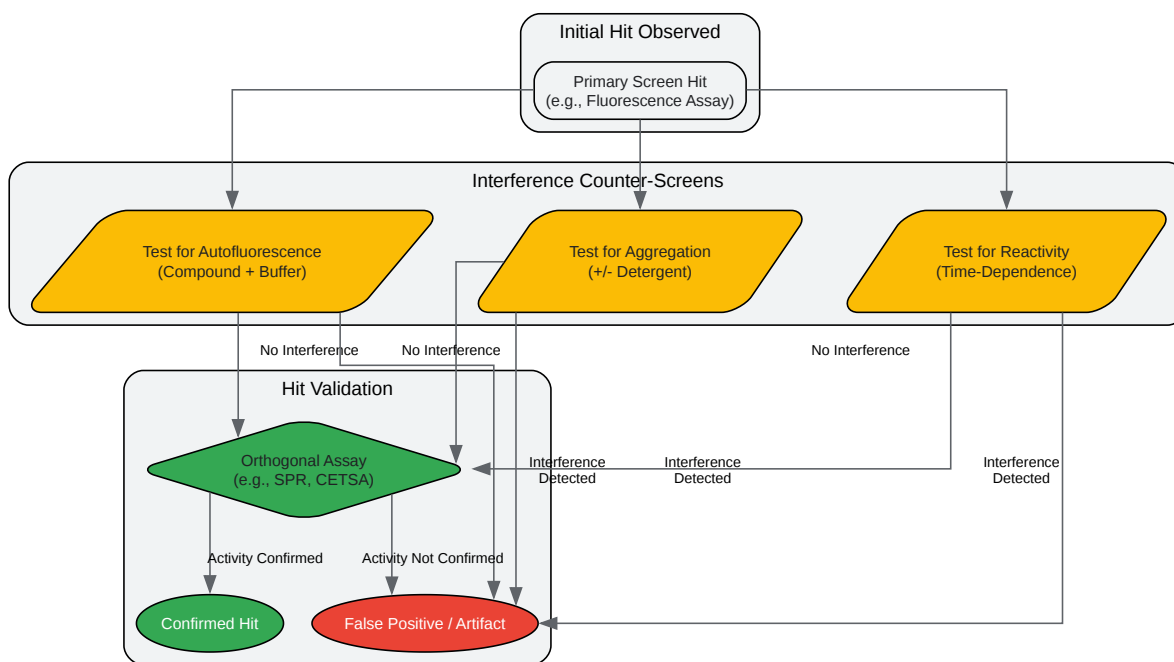 Initial Hit Observed
Primary Screen Hit
(e.g., Fluorescence Assay)
Interference Counter-Screens
Test for Autofluorescence
(Compound + Buffer)
Test for Aggregation
(+/- Detergent)
Test for Reactivity
(Time-Dependence)
No Interference
No Interference
No Interference
Hit Validation
Orthogonal Assay
(e.g., SPR, CETSA)
Interference
Detected
Interference
Detected
Interference
Detected
Activity Confirmed
Activity Not Confirmed
Confirmed Hit
False Positive / Artifact